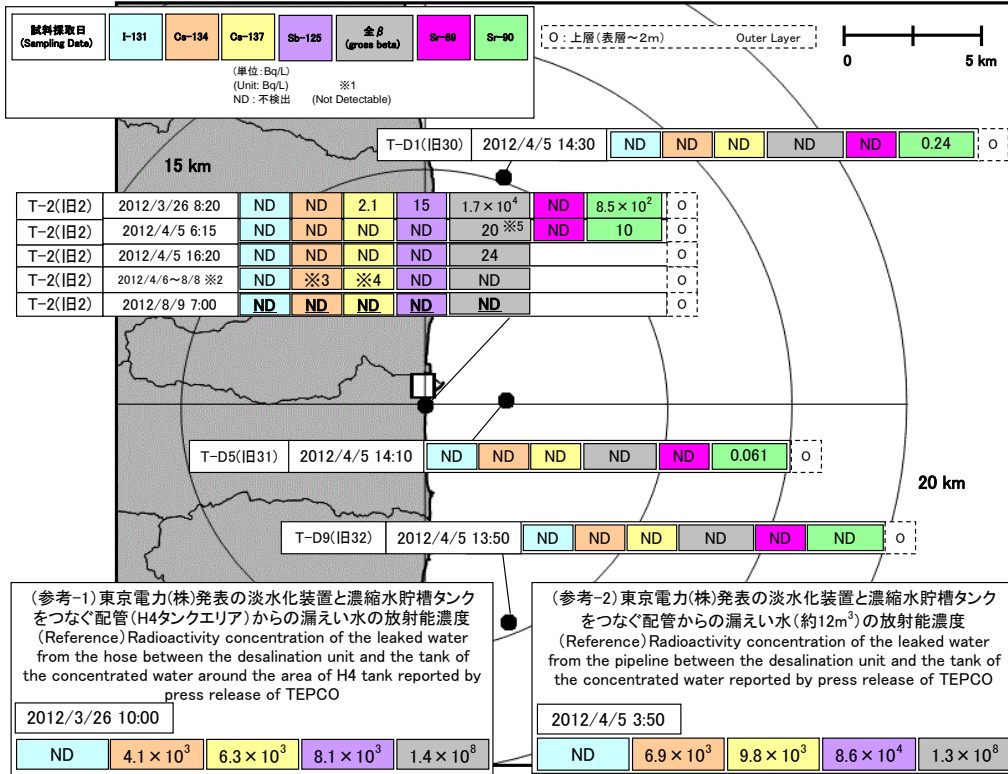 試料採取日 I-131 Cs-134 Cs-137 Sb-125 全β Sr-89 Sr-90
(Sampling Date) (gross beta)
(単位:Bq/L)
(Unit: Bq/L) ※1
ND : 不検出 (Not Detectable)
O : 上層(表層~2m) Outer Layer
0 5 km
T-D1(旧30) 2012/4/5 14:30 ND ND ND ND ND 0.24 O
15 km
T-2(旧2) 2012/3/26 8:20 ND ND 2.1 15 1.7×10⁴ ND 8.5×10² O
T-2(旧2) 2012/4/5 6:15 ND ND ND ND 20 ※5 ND 10 O
T-2(旧2) 2012/4/5 16:20 ND ND ND ND 24 O
T-2(旧2) 2012/4/6~8/8 ※2 ND ※3 ※4 ND ND O
T-2(旧2) 2012/8/9 7:00 ND ND ND ND ND O
T-D5(旧31) 2012/4/5 14:10 ND ND ND ND ND 0.061 O
20 km
T-D9(旧32) 2012/4/5 13:50 ND ND ND ND ND ND O
(参考-1)東京電力(株)発表の淡水化装置と濃縮水貯槽タンク
をつなぐ配管(H4タンクエリア)からの漏えい水の放射能濃度
(Reference) Radioactivity concentration of the leaked water
from the hose between the desalination unit and the tank of
the concentrated water around the area of H4 tank reported by
press release of TEPCO
2012/3/26 10:00
ND 4.1×10³ 6.3×10³ 8.1×10³ 1.4×10⁸
(参考-2)東京電力(株)発表の淡水化装置と濃縮水貯槽タンク
をつなぐ配管からの漏えい水(約12m³)の放射能濃度
(Reference) Radioactivity concentration of the leaked water
from the pipeline between the desalination unit and the tank of
the concentrated water reported by press release of TEPCO
2012/4/5 3:50
ND 6.9×10³ 9.8×10³ 8.6×10⁴ 1.3×10⁸